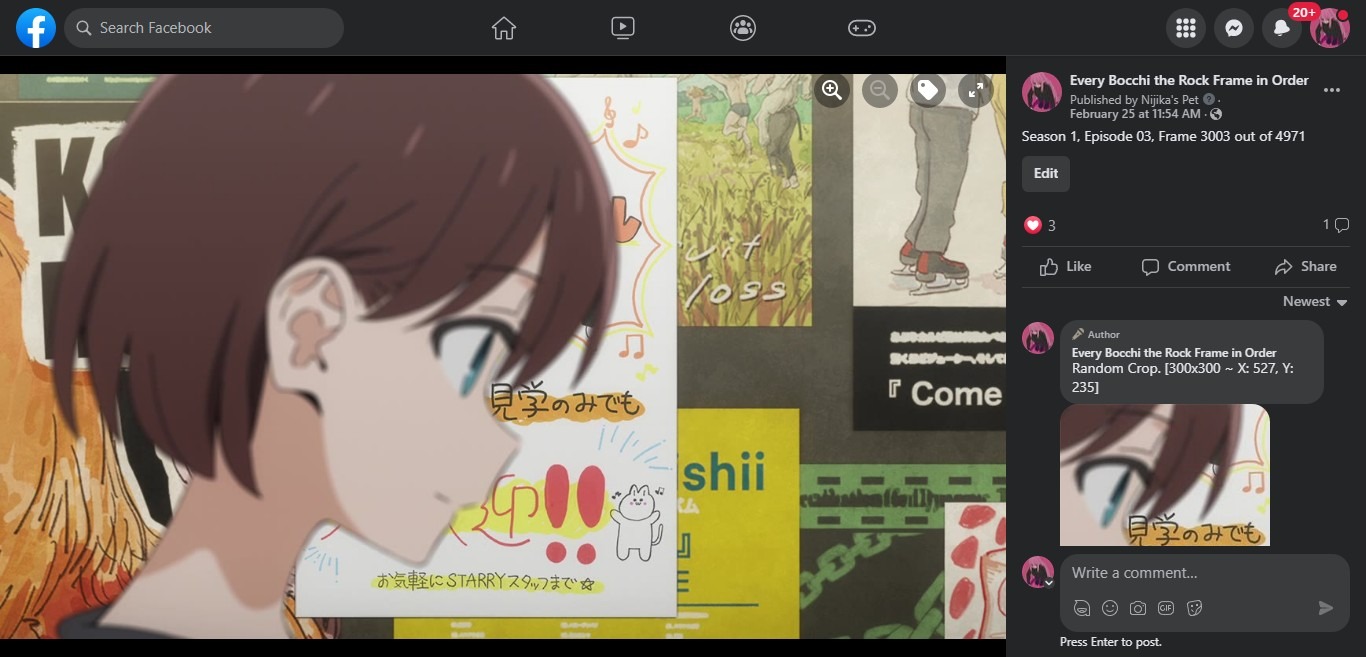 Search Facebook
20+
Every Bocchi the Rock Frame in Order
Published by Nijika's Pet
February 25 at 11:54 AM
Season 1, Episode 03, Frame 3003 out of 4971
Edit
3
1
Like
Comment
Share
Newest
Author
Every Bocchi the Rock Frame in Order
Random Crop. [300x300 ~ X: 527, Y:
235]
見学のみでも
Write a comment...
GIF
Press Enter to post.
K
uit
loss
『 Come
見学のみでも
shii
!!
お気軽にSTARRYスタッフまで☆